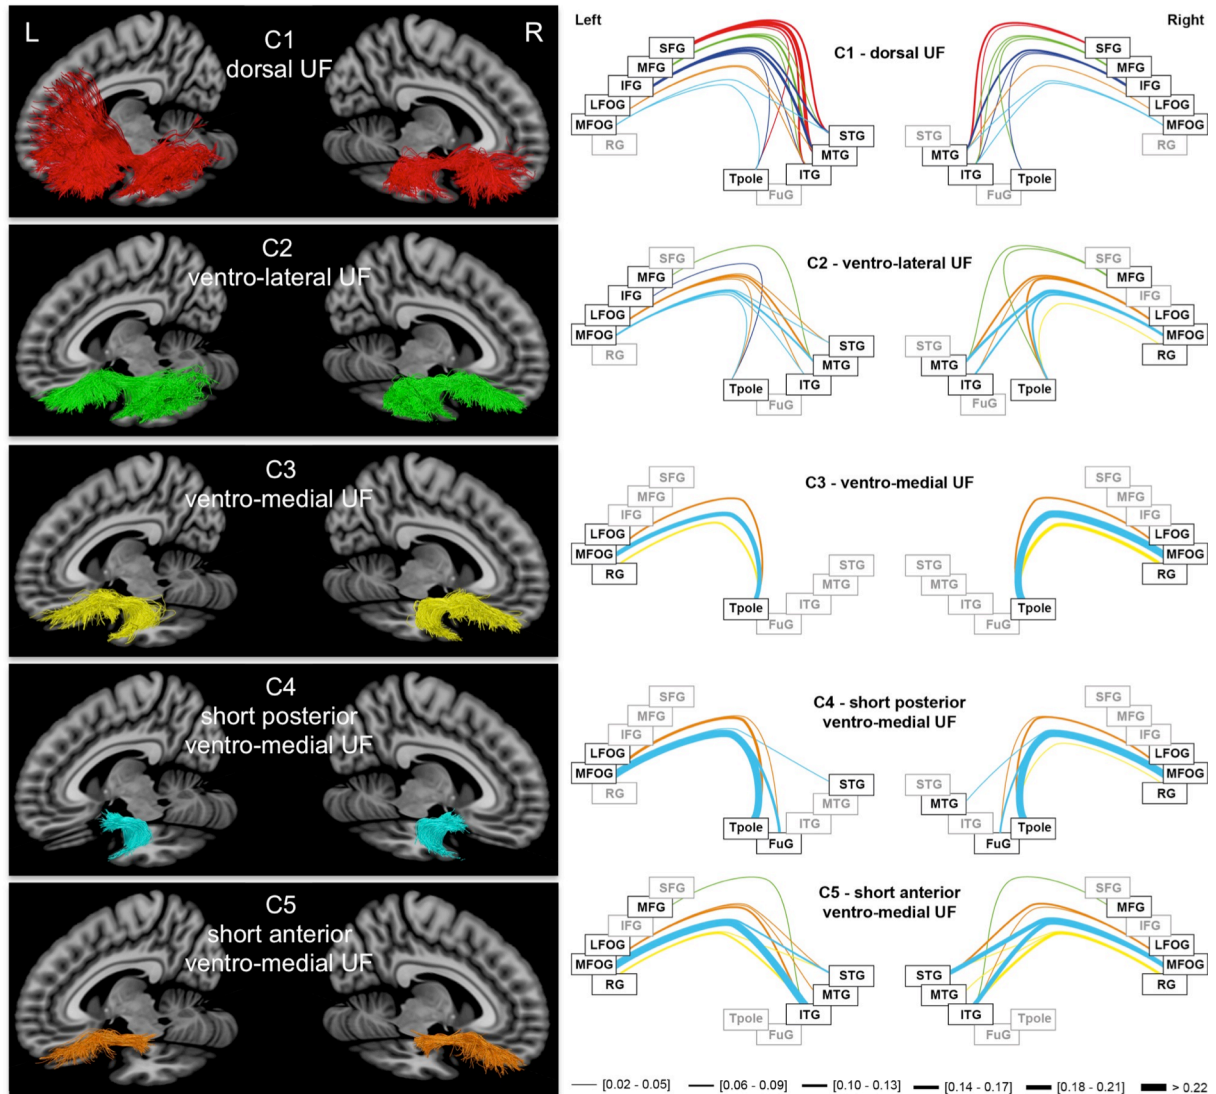 L
C1
dorsal UF
R
C2
ventro-lateral UF
C3
ventro-medial UF
C4
short posterior
ventro-medial UF
C5
short anterior
ventro-medial UF
Left
Right
C1 - dorsal UF
SFG
MFG
IFG
LFOG
MFOG
RG
STG
MTG
ITG
Tpole
FuG
STG
MTG
ITG
FuG
Tpole
SFG
MFG
IFG
LFOG
MFOG
RG
C2 - ventro-lateral UF
SFG
MFG
IFG
LFOG
MFOG
RG
STG
MTG
ITG
Tpole
FuG
STG
MTG
ITG
FuG
Tpole
SFG
MFG
IFG
LFOG
MFOG
RG
C3 - ventro-medial UF
SFG
MFG
IFG
LFOG
MFOG
RG
STG
MTG
ITG
Tpole
FuG
STG
MTG
ITG
FuG
Tpole
SFG
MFG
IFG
LFOG
MFOG
RG
C4 - short posterior
ventro-medial UF
SFG
MFG
IFG
LFOG
MFOG
RG
STG
MTG
ITG
Tpole
FuG
STG
MTG
ITG
FuG
Tpole
SFG
MFG
IFG
LFOG
MFOG
RG
C5 - short anterior
ventro-medial UF
SFG
MFG
IFG
LFOG
MFOG
RG
STG
MTG
ITG
Tpole
FuG
STG
MTG
ITG
FuG
Tpole
SFG
MFG
IFG
LFOG
MFOG
RG
[0.02 - 0.05] [0.06 - 0.09] [0.10 - 0.13] [0.14 - 0.17] [0.18 - 0.21] > 0.22